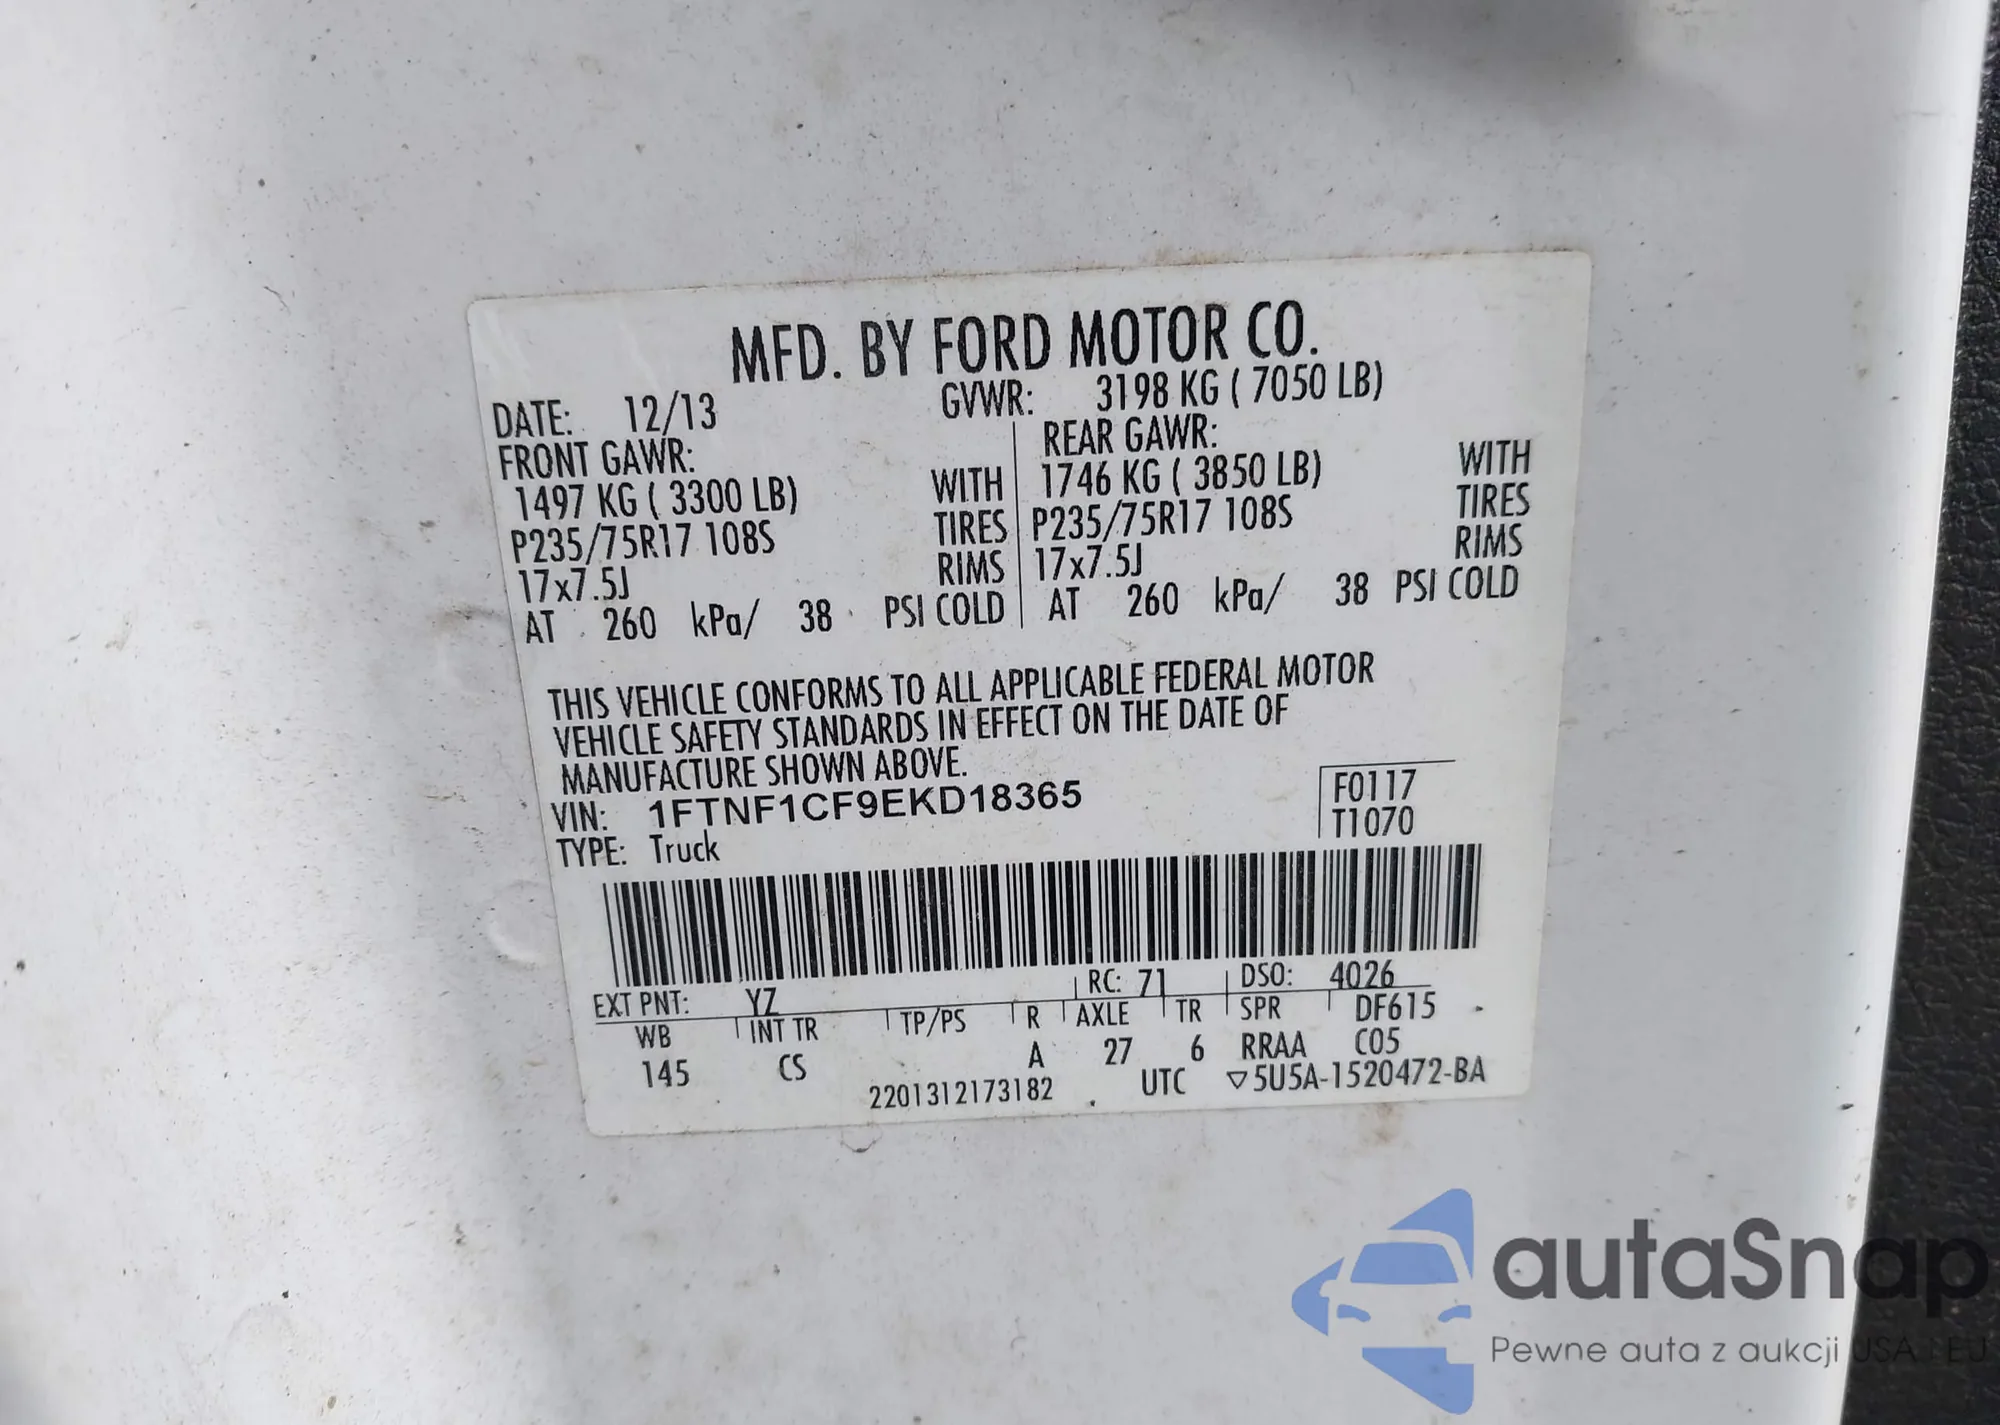 MFD. BY FORD MOTOR CO.
DATE: 12/13 GVWR: 3198 KG ( 7050 LB)
FRONT GAWR: REAR GAWR:
1497 KG ( 3300 LB) WITH 1746 KG ( 3850 LB) WITH
P235/75R17 108S TIRES P235/75R17 108S TIRES
17x7.5J RIMS 17x7.5J RIMS
AT 260 kPa/ 38 PSI COLD AT 260 kPa/ 38 PSI COLD
THIS VEHICLE CONFORMS TO ALL APPLICABLE FEDERAL MOTOR
VEHICLE SAFETY STANDARDS IN EFFECT ON THE DATE OF
MANUFACTURE SHOWN ABOVE.
VIN: 1FTNF1CF9EKD18365 F0117
TYPE: Truck T1070
EXT PNT: YZ RC: 71 DSO: 4026
WB INT TR TP/PS R AXLE TR SPR DF615
145 CS A 27 6 RRAA C05
2201312173182 UTC ▽5U5A-1520472-BA
autaSnap
Pewne auta z aukcji USA i EU